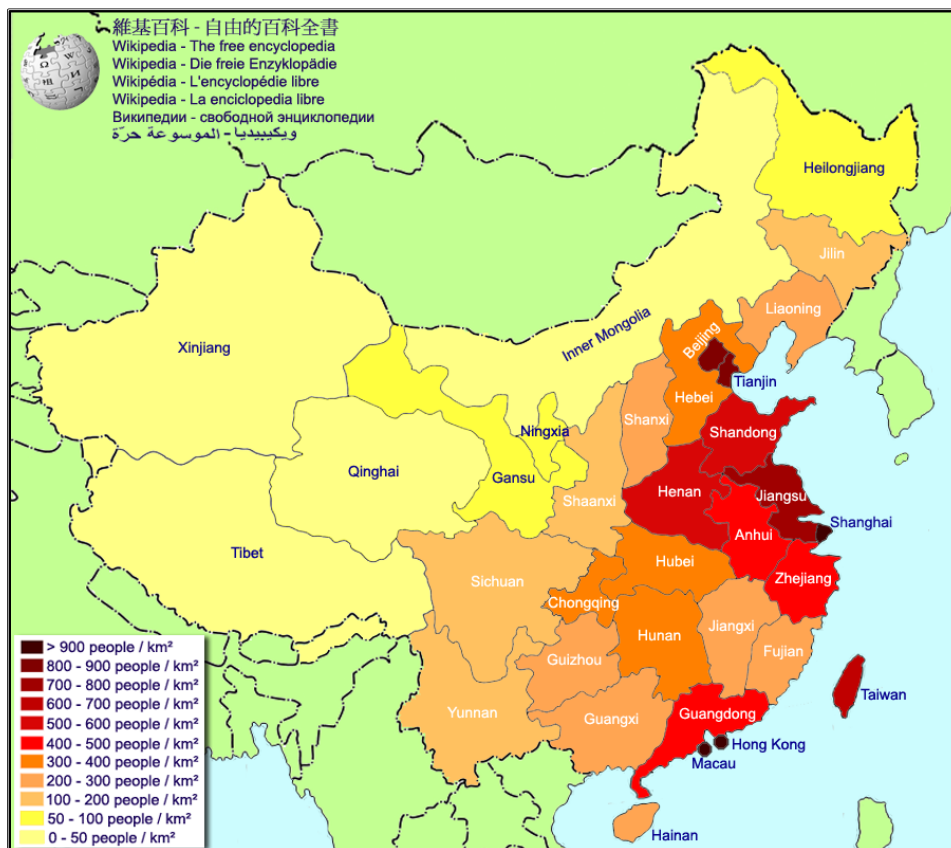 維基百科 - 自由的百科全書
Wikipedia - The free encyclopedia
Wikipedia - Die freie Enzyklopädie
Wikipédia - L'encyclopédie libre
Wikipedia - La enciclopedia libre
Википедии - свободной энциклопедии
ويكيبيديا - الموسوعة حرّة
Heilongjiang
Jilin
Liaoning
Inner Mongolia
Xinjiang
Beijing
Tianjin
Hebei
Shanxi
Ningxia
Shandong
Qinghai
Gansu
Shaanxi
Henan
Jiangsu
Shanghai
Anhui
Tibet
Sichuan
Hubei
Zhejiang
Chongqing
Hunan
Jiangxi
Fujian
Guizhou
Yunnan
Guangxi
Guangdong
Taiwan
Hong Kong
Macau
Hainan
> 900 people / km²
800 - 900 people / km²
700 - 800 people / km²
600 - 700 people / km²
500 - 600 people / km²
400 - 500 people / km²
300 - 400 people / km²
200 - 300 people / km²
100 - 200 people / km²
50 - 100 people / km²
0 - 50 people / km²